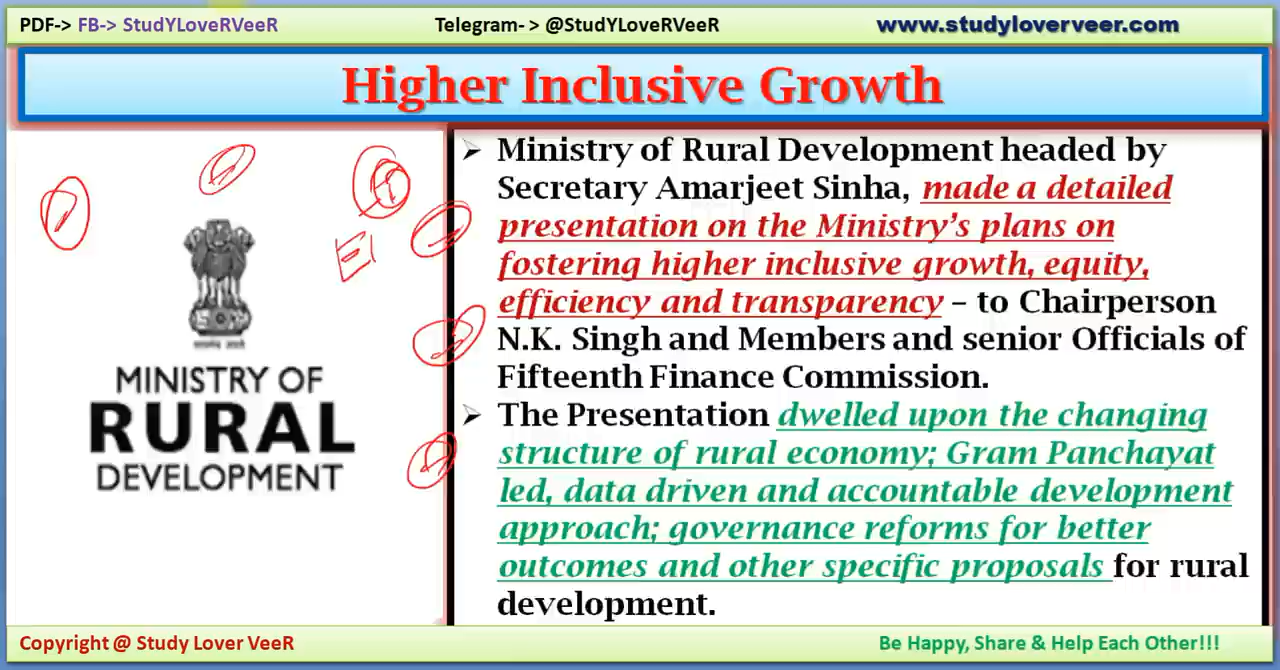 PDF-> FB-> StudYLoveRVeeR
Telegram- > @StudYLoveRVeeR
www.studyloverveer.com
Higher Inclusive Growth
MINISTRY OF
RURAL
DEVELOPMENT
➢ Ministry of Rural Development headed by
Secretary Amarjeet Sinha, made a detailed
presentation on the Ministry's plans on
fostering higher inclusive growth, equity,
efficiency and transparency – to Chairperson
N.K. Singh and Members and senior Officials of
Fifteenth Finance Commission.
➢ The Presentation dwelled upon the changing
structure of rural economy; Gram Panchayat
led, data driven and accountable development
approach; governance reforms for better
outcomes and other specific proposals for rural
development.
Copyright @ Study Lover VeeR
Be Happy, Share & Help Each Other!!!